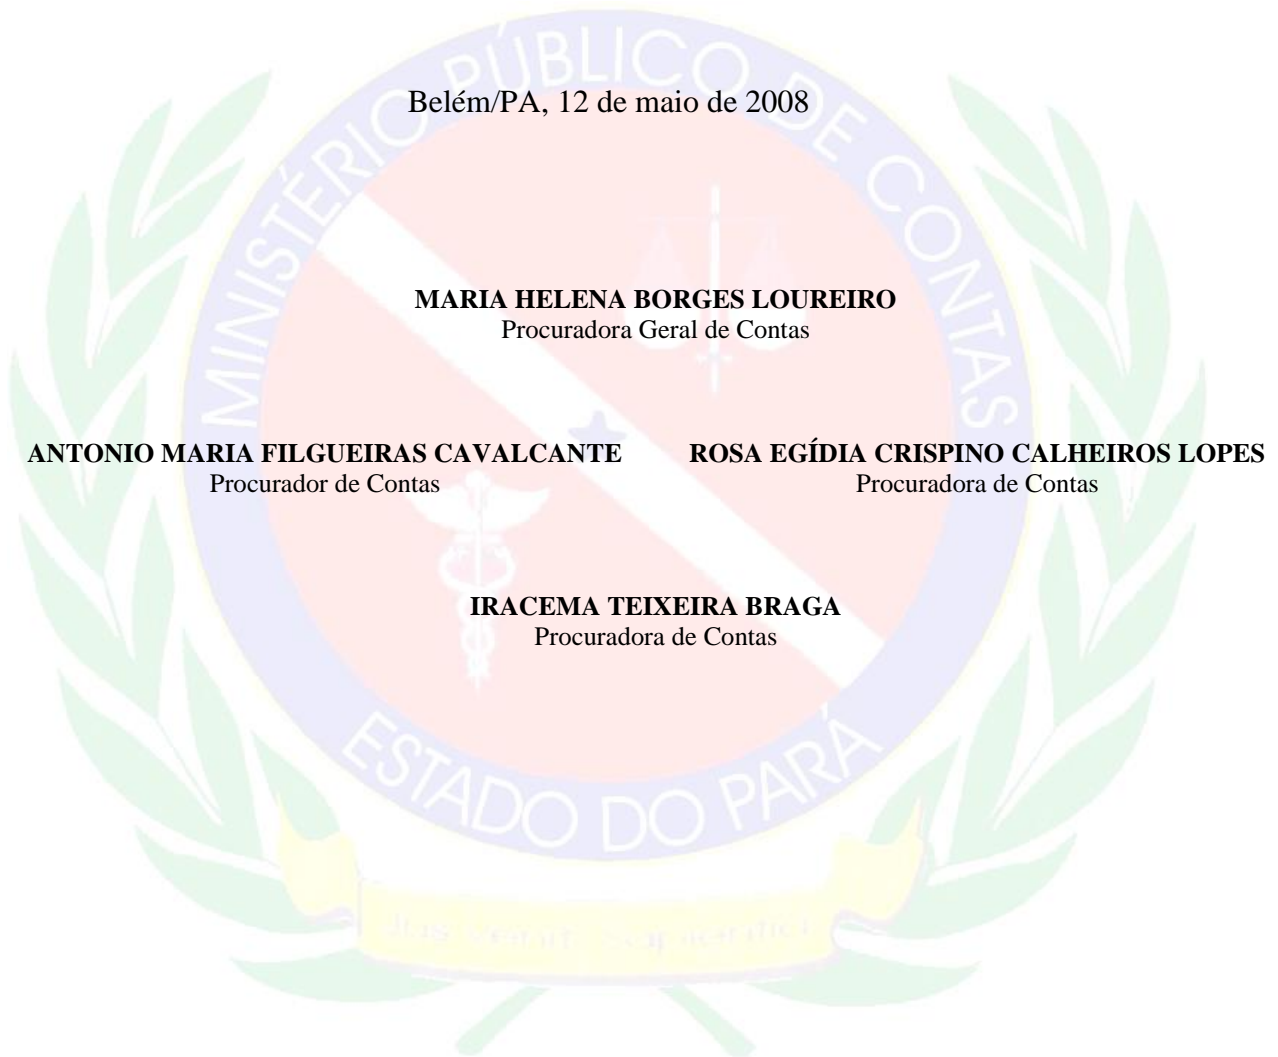 Belém/PA, 12 de maio de 2008
MARIA HELENA BORGES LOUREIRO
Procuradora Geral de Contas
ANTONIO MARIA FILGUEIRAS CAVALCANTE
Procurador de Contas
ROSA EGÍDIA CRISPINO CALHEIROS LOPES
Procuradora de Contas
IRACEMA TEIXEIRA BRAGA
Procuradora de Contas
MINISTÉRIO PÚBLICO DE CONTAS
ESTADO DO PARÁ